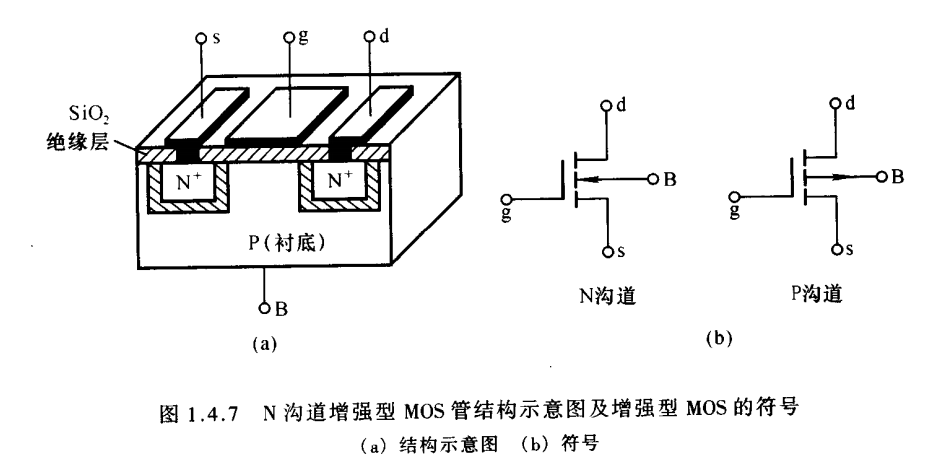 s g d
SiO₂
绝缘层
N⁺ N⁺
P(衬底)
B
(a)
d d
B B
g g
s s
N沟道 P沟道
(b)
图 1.4.7 N 沟道增强型 MOS 管结构示意图及增强型 MOS 的符号
(a) 结构示意图 (b) 符号